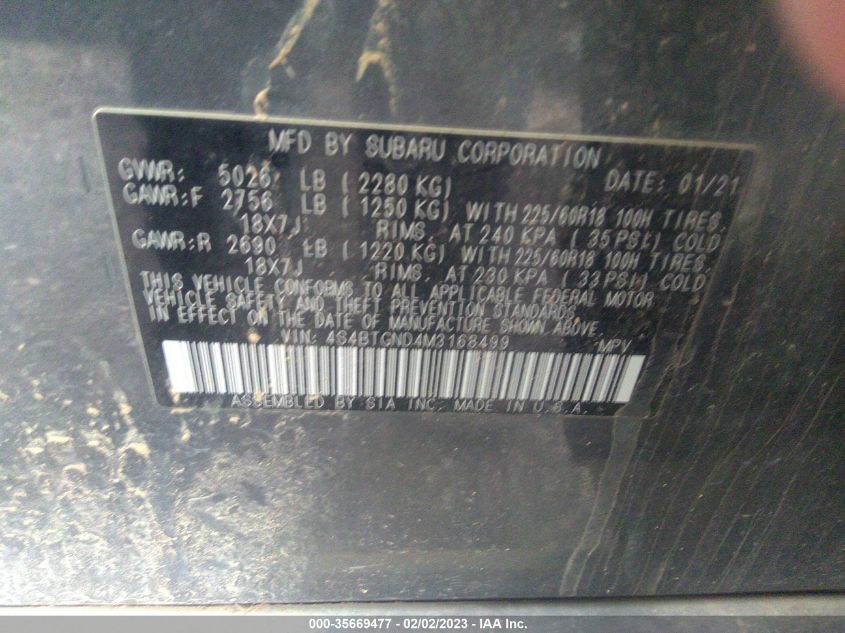 MFD BY SUBARU CORPORATION
GVWR: 5026 LB ( 2280 KG) DATE: 01/21
GAWR:F 2756 LB ( 1250 KG) WITH 225/60R18 100H TIRES,
18X7J RIMS, AT 240 KPA ( 35 PSI) COLD
GAWR:R 2690 LB ( 1220 KG) WITH 225/60R18 100H TIRES,
18X7J RIMS, AT 230 KPA ( 33 PSI) COLD
THIS VEHICLE CONFORMS TO ALL APPLICABLE FEDERAL MOTOR
VEHICLE SAFETY AND THEFT PREVENTION STANDARDS
IN EFFECT ON THE DATE OF MANUFACTURE SHOWN ABOVE.
VIN: 4S4BTGND4M3168499 MPV
ASSEMBLED BY SIA INC. MADE IN U.S.A.
000-35669477 - 02/02/2023 - IAA Inc.